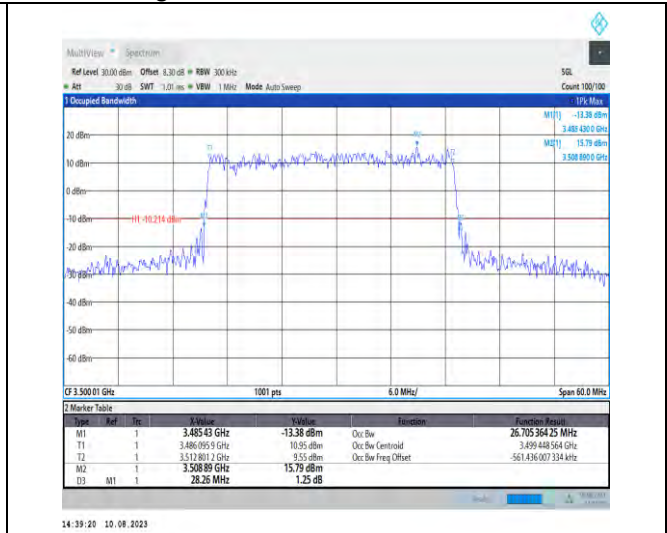 MultiView Spectrum
Ref Level 30.00 dBm Offset 8.30 dB RBW 300 kHz SGL
Att 30 dB SWT 1.01 ms VBW 1 MHz Mode Auto Sweep Count 100/100
1 Occupied Bandwidth 1Pk Max
M1[1] -13.38 dBm
3.485 430 0 GHz
20 dBm
M2[1] 15.79 dBm
3.508 890 0 GHz
T1
T2
10 dBm
0 dBm
-10 dBm
H1 -10.214 dBm
-20 dBm
-30 dBm
-40 dBm
-50 dBm
-60 dBm
CF 3.500 01 GHz 1001 pts 6.0 MHz/ Span 60.0 MHz
2 Marker Table
Type Ref Trc X-Value Y-Value Function Function Result
M1 1 3.485 43 GHz -13.38 dBm Occ Bw 26.705 364 25 MHz
T1 1 3.486 095 9 GHz 10.95 dBm Occ Bw Centroid 3.499 448 564 GHz
T2 1 3.512 801 2 GHz 9.55 dBm Occ Bw Freq Offset -561.436 007 334 kHz
M2 1 3.508 89 GHz 15.79 dBm
D3 M1 1 28.26 MHz 1.25 dB
14:39:20 10.08.2023